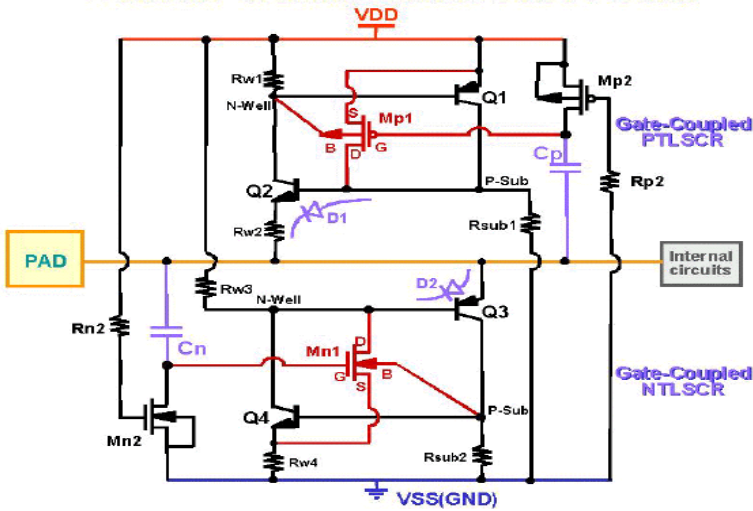 VDD
Rw1
Mp2
N-Well
Q1
S
Mp1
B
D
G
Gate-Coupled
PTLSCR
Cp
Q2
P-Sub
Rp2
D1
Rw2
Rsub1
PAD
Internal
circuits
D2
Rw3
N-Well
Q3
Rn2
Cn
Mn1
D
G
B
S
Gate-Coupled
NTLSCR
Q4
P-Sub
Mn2
Rw4
Rsub2
VSS(GND)